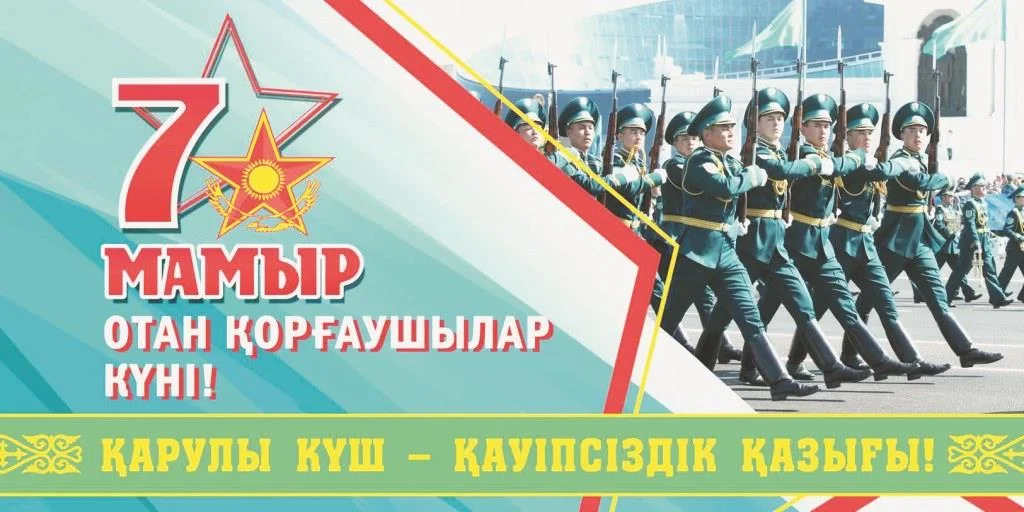 7
МАМЫР
ОТАН ҚОРҒАУШЫЛАР
КҮНІ!
ҚАРУЛЫ КҮШ – ҚАУІПСІЗДІК ҚАЗЫҒЫ!